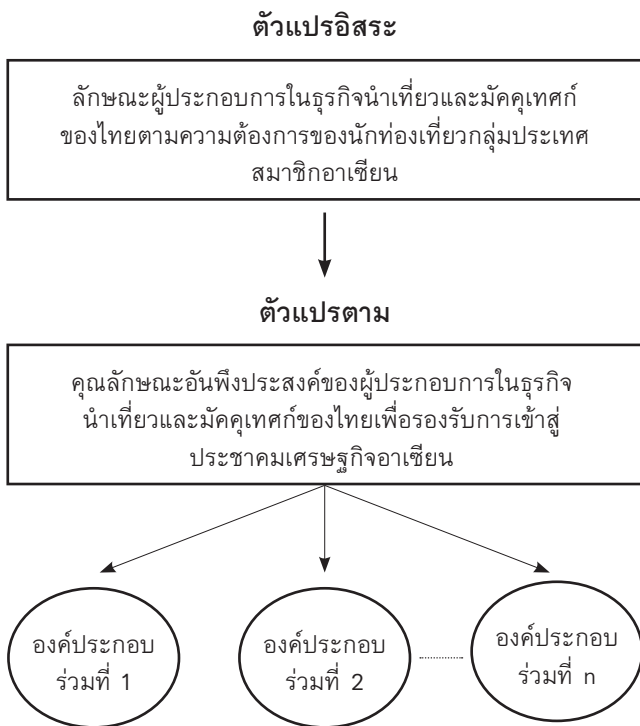 ตัวแปรอิสระ
ลักษณะผู้ประกอบการในธุรกิจนำเที่ยวและมัคคุเทศก์
ของไทยตามความต้องการของนักท่องเที่ยวกลุ่มประเทศ
สมาชิกอาเซียน
ตัวแปรตาม
คุณลักษณะอันพึงประสงค์ของผู้ประกอบการในธุรกิจ
นำเที่ยวและมัคคุเทศก์ของไทยเพื่อรองรับการเข้าสู่
ประชาคมเศรษฐกิจอาเซียน
องค์ประกอบ
ร่วมที่ 1
องค์ประกอบ
ร่วมที่ 2
องค์ประกอบ
ร่วมที่ n